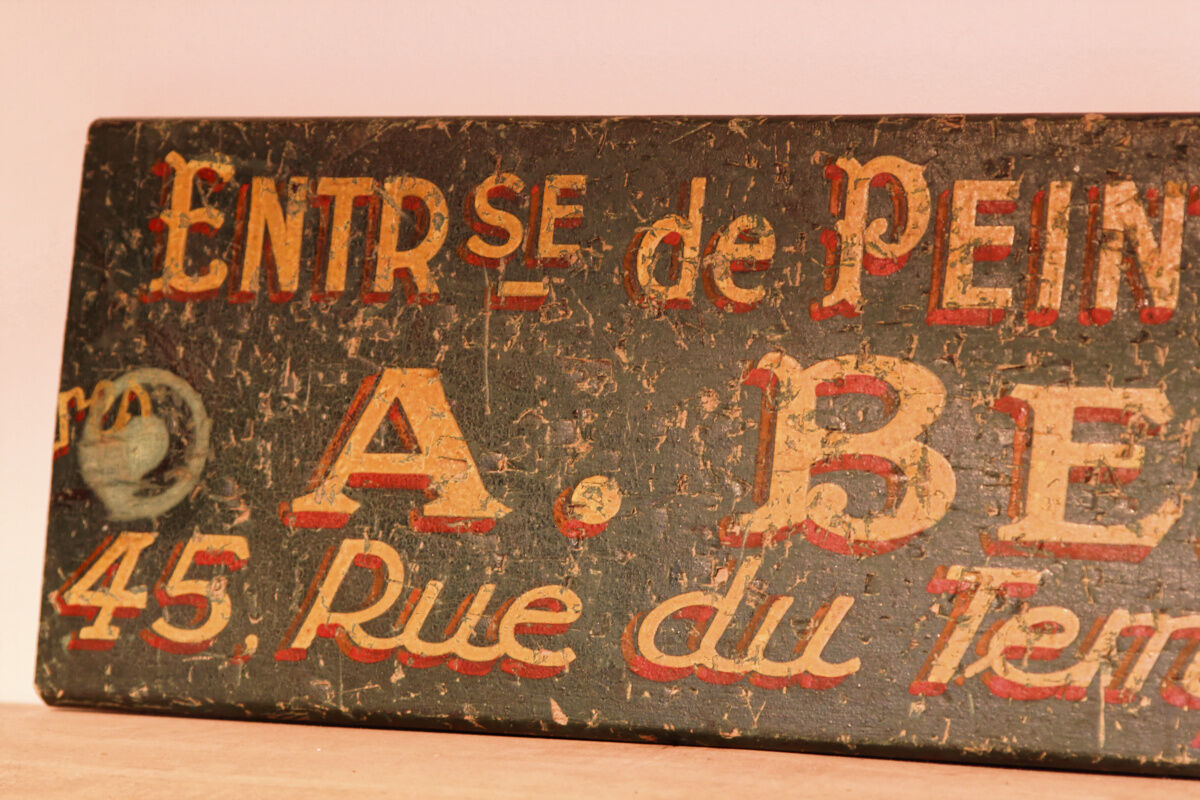 ENTRSE de PEIN
A. BE
45, Rue du Tem